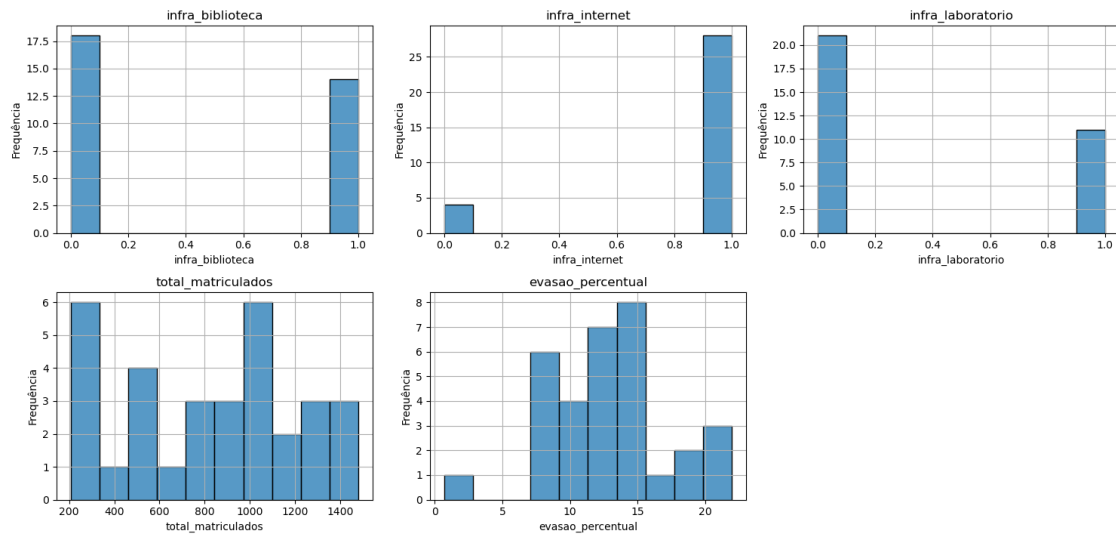 infra_biblioteca
17.5
15.0
12.5
10.0
7.5
5.0
2.5
0.0
Frequência
0.0 0.2 0.4 0.6 0.8 1.0
infra_biblioteca
infra_internet
25
20
15
10
5
0
Frequência
0.0 0.2 0.4 0.6 0.8 1.0
infra_internet
infra_laboratorio
20.0
17.5
15.0
12.5
10.0
7.5
5.0
2.5
0.0
Frequência
0.0 0.2 0.4 0.6 0.8 1.0
infra_laboratorio
total_matriculados
6
5
4
3
2
1
0
Frequência
200 400 600 800 1000 1200 1400
total_matriculados
evasao_percentual
8
7
6
5
4
3
2
1
0
Frequência
0 5 10 15 20
evasao_percentual